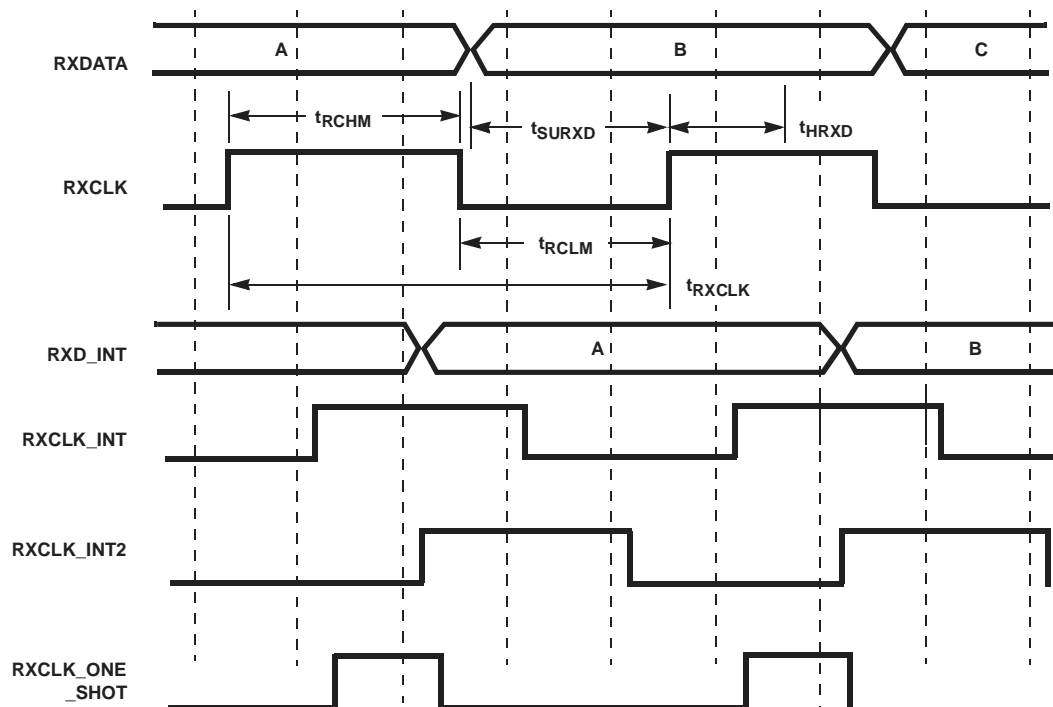 RXDATA
A
B
C
tRCHM
tSURXD
tHRXD
RXCLK
tRCLM
tRXCLK
RXD_INT
A
B
RXCLK_INT
RXCLK_INT2
RXCLK_ONE
_SHOT